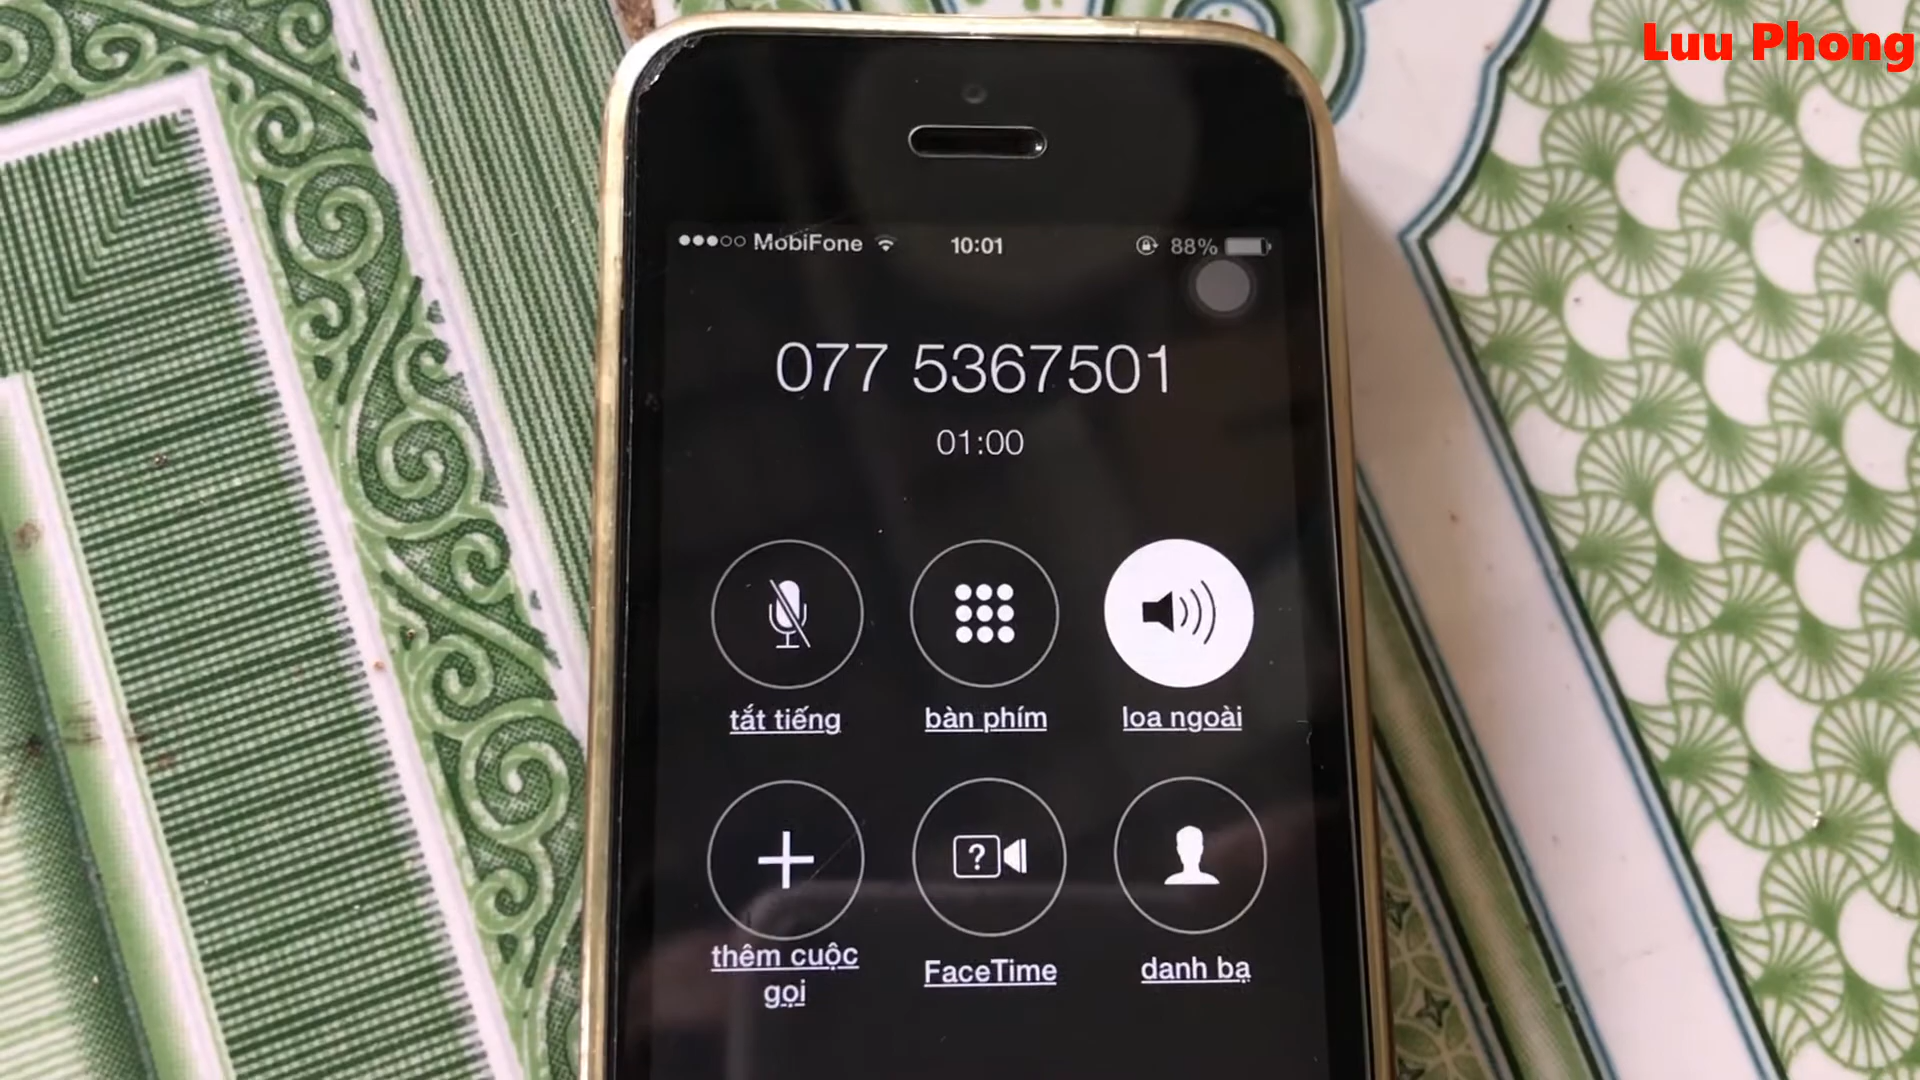 Luu Phong
MobiFone 10:01 88%
077 5367501
01:00
tắt tiếng bàn phím loa ngoài
?
thêm cuộc gọi FaceTime danh bạ